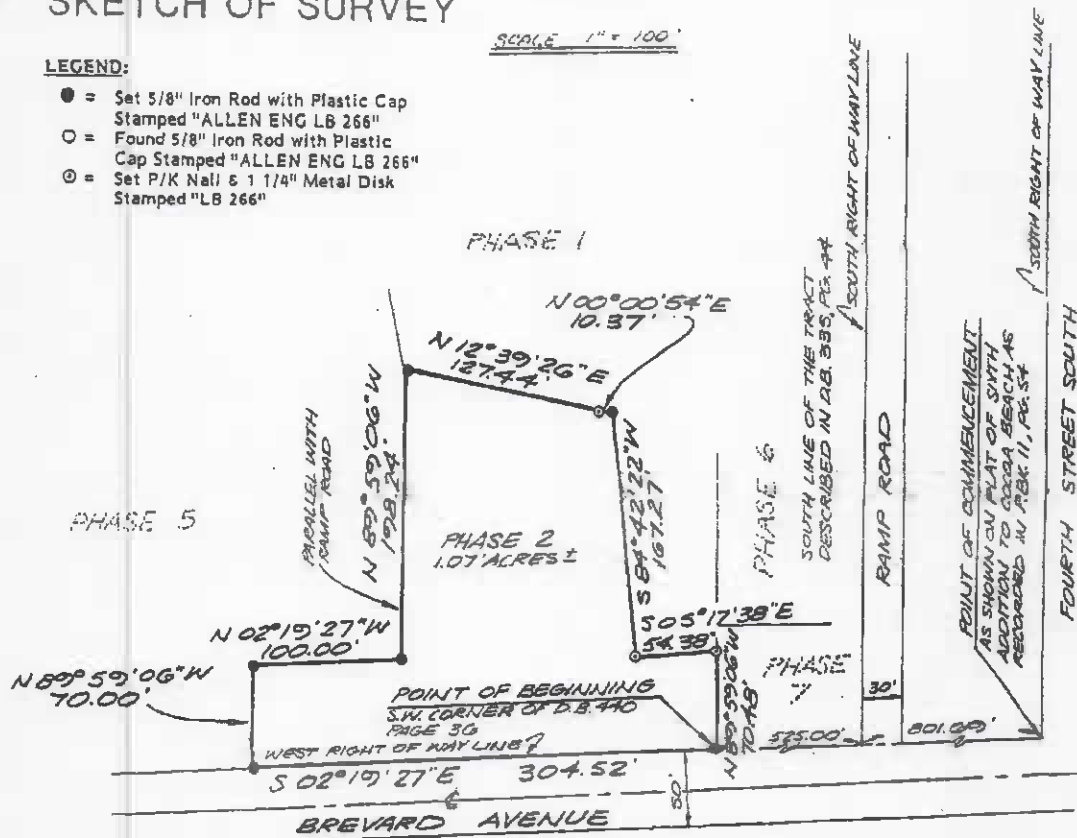 SKETCH OF SURVEY
SCALE 1" = 100'
LEGEND:
● = Set 5/8" Iron Rod with Plastic Cap
Stamped "ALLEN ENG LB 266"
○ = Found 5/8" Iron Rod with Plastic
Cap Stamped "ALLEN ENG LB 266"
⊙ = Set P/K Nail & 1 1/4" Metal Disk
Stamped "LB 266"
PHASE 1
N 00°00'54"E
10.37'
N 12°39'26"E
127.44'
N 89°59'06"W
198.24'
PARALLEL WITH
RAMP ROAD
PHASE 5
PHASE 2
1.07' ACRES ±
S 84°42'22"W
167.27'
PHASE 6
SOUTH LINE OF THE TRACT
DESCRIBED IN D.B. 335, PG. 44
SOUTH RIGHT OF WAY LINE
RAMP ROAD
POINT OF COMMENCEMENT
AS SHOWN ON PLAT OF SIXTH
ADDITION TO COCOA BEACH AS
RECORDED IN P.BK. 11, PG. 54
SOUTH RIGHT OF WAY LINE
FOURTH STREET SOUTH
N 02°19'27"W
100.00'
N 89°59'06"W
70.00'
S 05°17'38"E
54.38'
N 89°59'06"W
70.48'
PHASE
7
30'
POINT OF BEGINNING
S.W. CORNER OF D.B. 440
PAGE 36
WEST RIGHT OF WAY LINE
525.00'
801.69'
S 02°19'27"E 304.52'
50'
BREVARD AVENUE